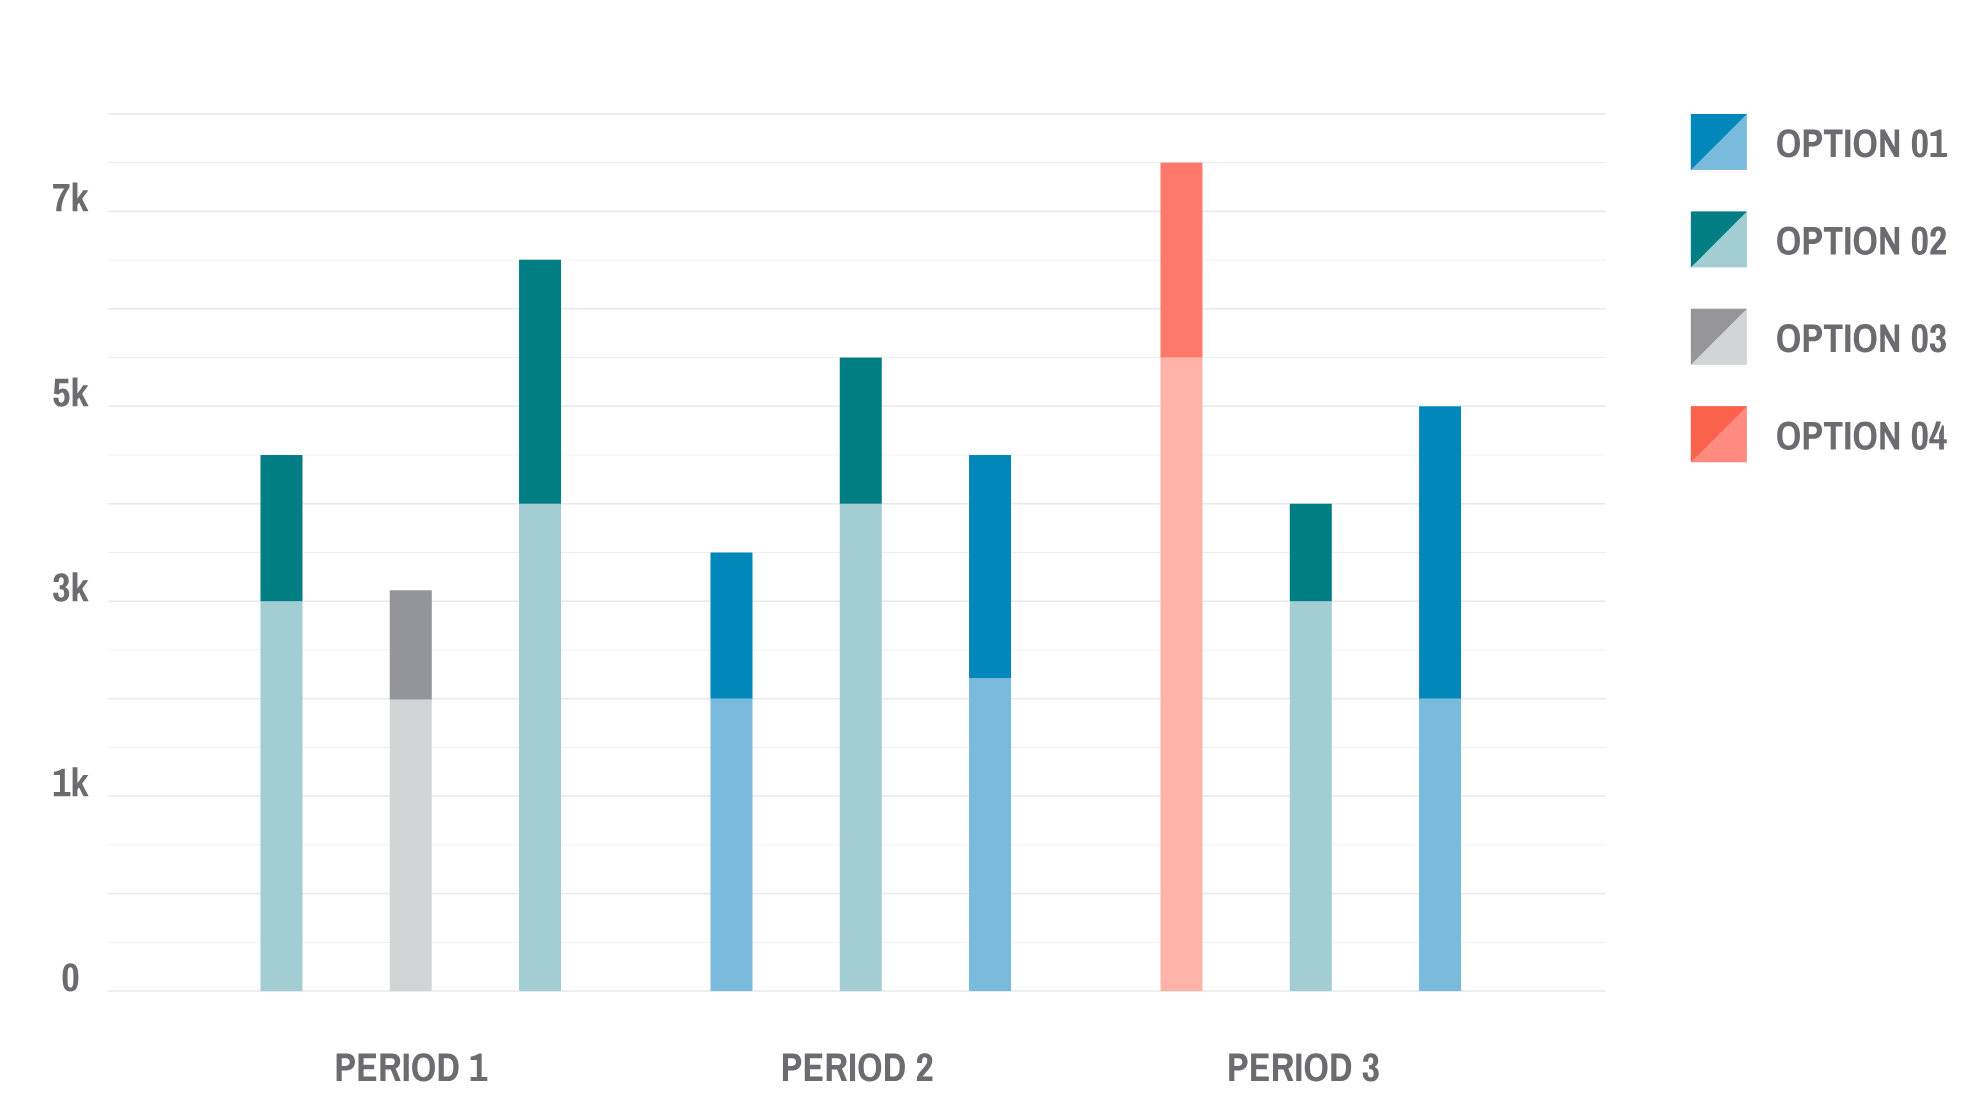 7k
5k
3k
1k
0
PERIOD 1
PERIOD 2
PERIOD 3
OPTION 01
OPTION 02
OPTION 03
OPTION 04